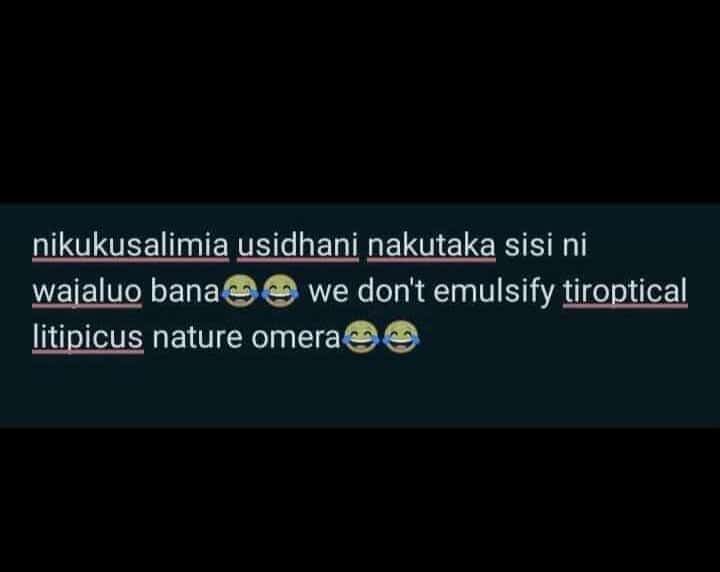 nikukusalimia usidhani nakutaka sisi ni
wajaluo bana😂😂 we don't emulsify tiroptical
litipicus nature omera😂😂